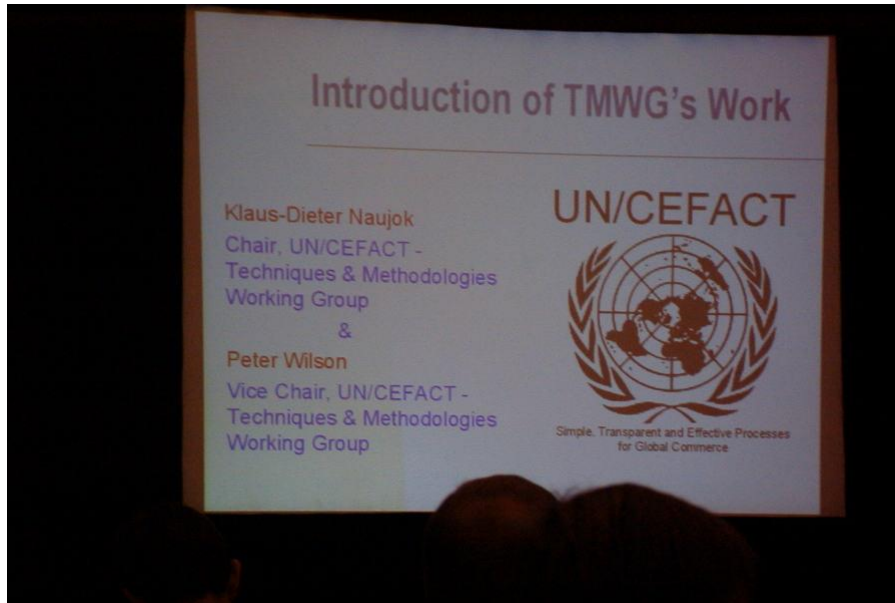 Introduction of TMWG's Work
Klaus-Dieter Naujok
Chair, UN/CEFACT -
Techniques & Methodologies
Working Group
&
Peter Wilson
Vice Chair, UN/CEFACT -
Techniques & Methodologies
Working Group
UN/CEFACT
Simple, Transparent and Effective Processes
for Global Commerce